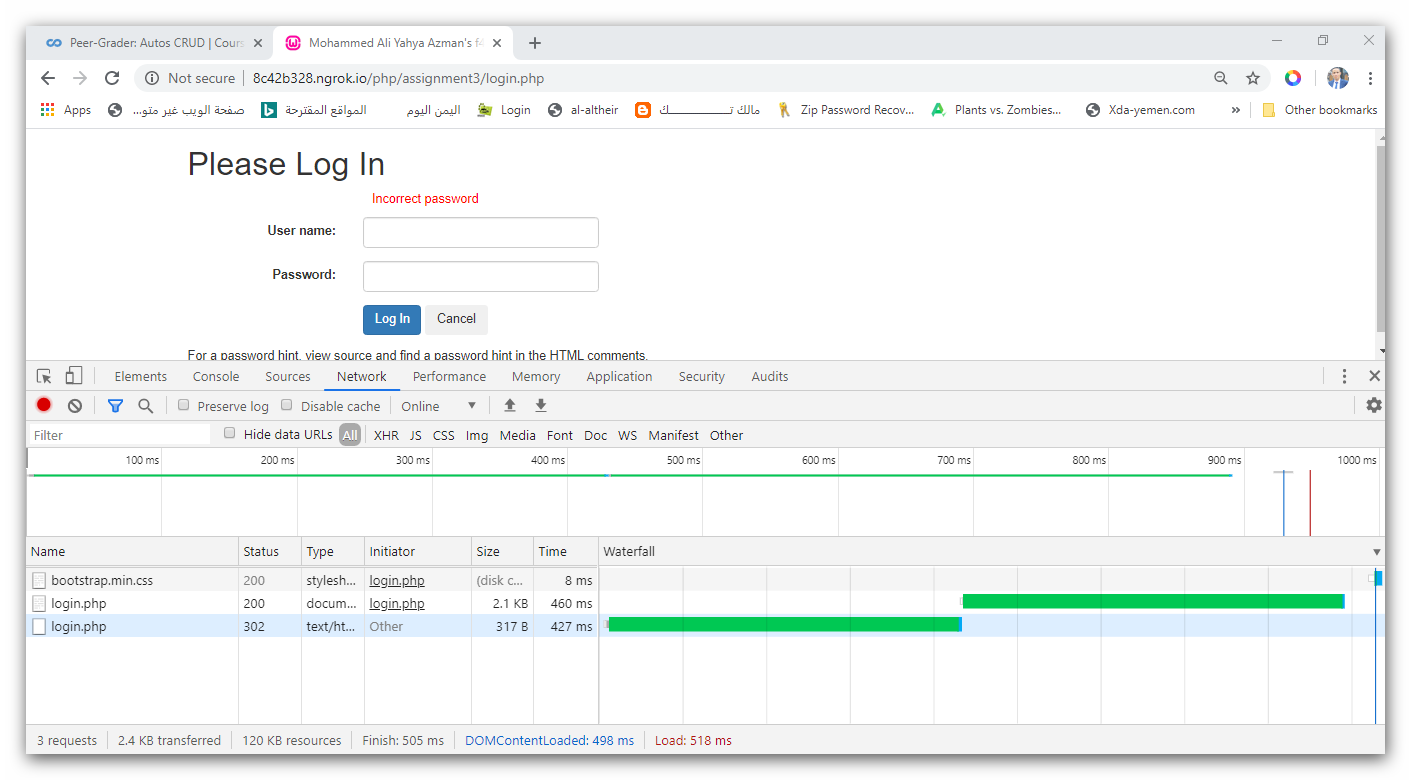 Peer-Grader: Autos CRUD | Cours
Mohammed Ali Yahya Azman's f4
Not secure 8c42b328.ngrok.io/php/assignment3/login.php
Apps صفحة الويب غير متو... المواقع المقترحة اليمن اليوم Login al-altheir مالك تـــــــــــــك Zip Password Recov... Plants vs. Zombies... Xda-yemen.com » Other bookmarks
Please Log In
Incorrect password
User name:
Password:
Log In Cancel
For a password hint, view source and find a password hint in the HTML comments.
Elements Console Sources Network Performance Memory Application Security Audits
Preserve log Disable cache Online
Filter Hide data URLs All XHR JS CSS Img Media Font Doc WS Manifest Other
100 ms 200 ms 300 ms 400 ms 500 ms 600 ms 700 ms 800 ms 900 ms 1000 ms
Name Status Type Initiator Size Time Waterfall
bootstrap.min.css 200 stylesh... login.php (disk c... 8 ms
login.php 200 docum... login.php 2.1 KB 460 ms
login.php 302 text/ht... Other 317 B 427 ms
3 requests 2.4 KB transferred 120 KB resources Finish: 505 ms DOMContentLoaded: 498 ms Load: 518 ms